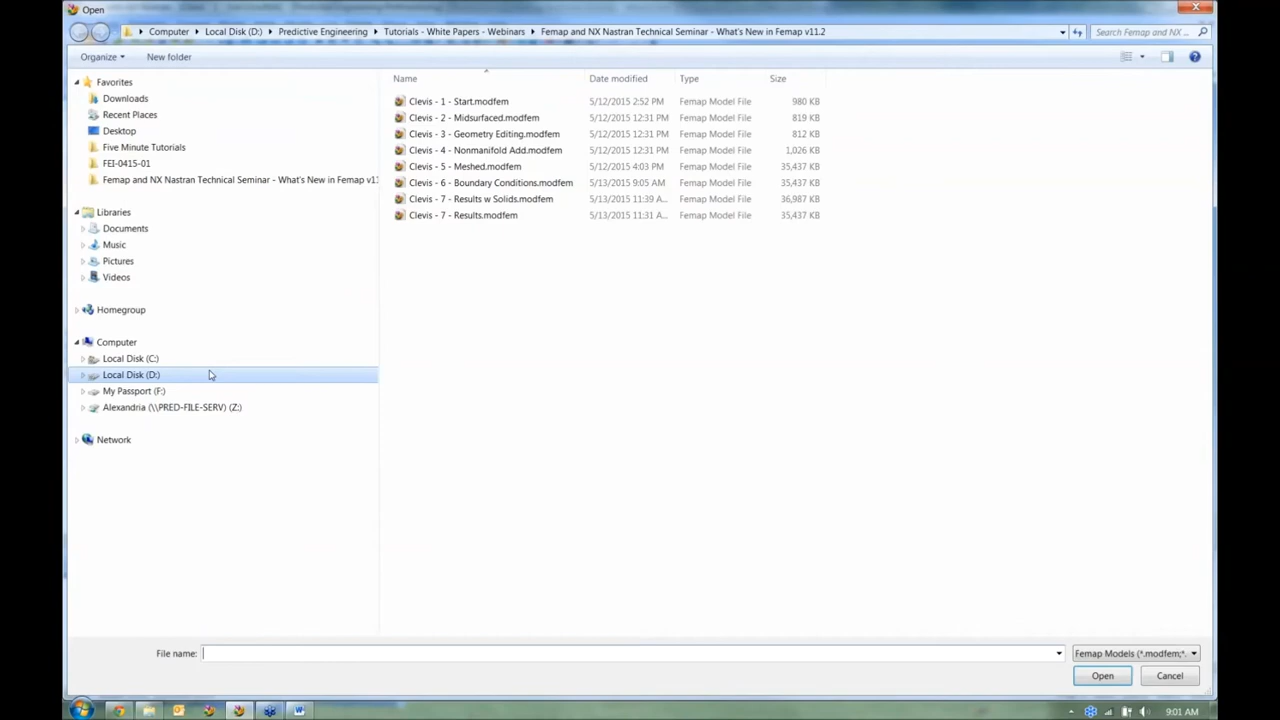 Open
Computer Local Disk (D:) Predictive Engineering Tutorials - White Papers - Webinars Femap and NX Nastran Technical Seminar - What's New in Femap v11.2
Search Femap and NX ...
Organize New folder
Favorites
Downloads
Recent Places
Desktop
Five Minute Tutorials
FEI-0415-01
Femap and NX Nastran Technical Seminar - What's New in Femap v11
Libraries
Documents
Music
Pictures
Videos
Homegroup
Computer
Local Disk (C:)
Local Disk (D:)
My Passport (F:)
Alexandria (\\PRED-FILE-SERV) (Z:)
Network
Name Date modified Type Size
Clevis - 1 - Start.modfem 5/12/2015 2:52 PM Femap Model File 980 KB
Clevis - 2 - Midsurfaced.modfem 5/12/2015 12:31 PM Femap Model File 819 KB
Clevis - 3 - Geometry Editing.modfem 5/12/2015 12:31 PM Femap Model File 812 KB
Clevis - 4 - Nonmanifold Add.modfem 5/12/2015 12:31 PM Femap Model File 1,026 KB
Clevis - 5 - Meshed.modfem 5/12/2015 4:03 PM Femap Model File 35,437 KB
Clevis - 6 - Boundary Conditions.modfem 5/13/2015 9:05 AM Femap Model File 35,437 KB
Clevis - 7 - Results w Solids.modfem 5/13/2015 11:39 A... Femap Model File 36,987 KB
Clevis - 7 - Results.modfem 5/13/2015 11:31 A... Femap Model File 35,437 KB
File name:
Femap Models (*.modfem;*.
Open Cancel
9:01 AM